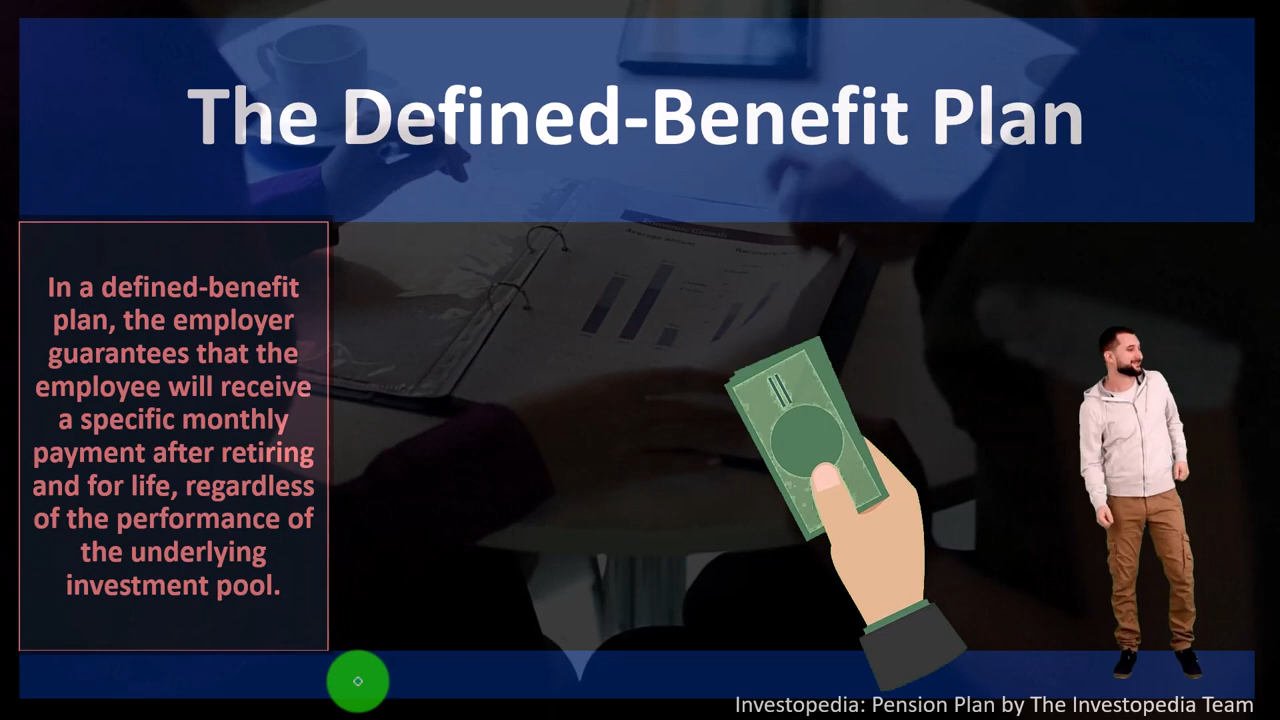 The Defined-Benefit Plan
In a defined-benefit
plan, the employer
guarantees that the
employee will receive
a specific monthly
payment after retiring
and for life, regardless
of the performance of
the underlying
investment pool.
Investopedia: Pension Plan by The Investopedia Team